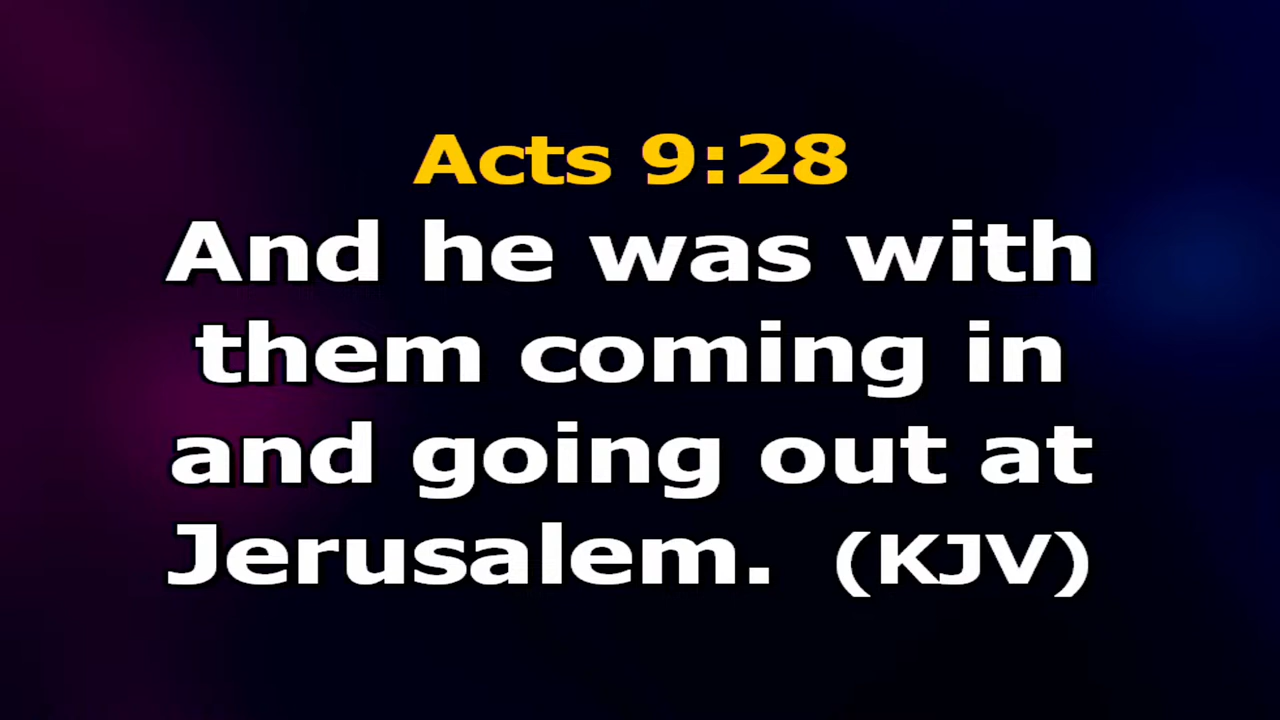 Acts 9:28
And he was with
them coming in
and going out at
Jerusalem. (KJV)